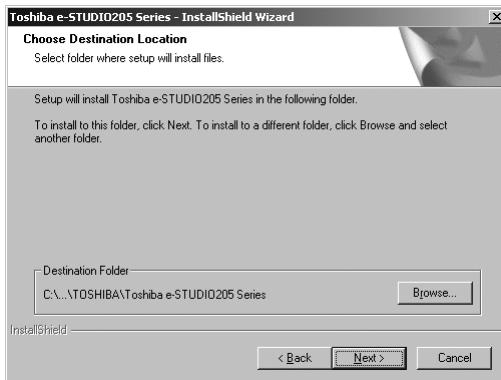 Toshiba e-STUDIO205 Series - InstallShield Wizard
Choose Destination Location
Select folder where setup will install files.
Setup will install Toshiba e-STUDIO205 Series in the following folder.
To install to this folder, click Next. To install to a different folder, click Browse and select
another folder.
Destination Folder
C:\...\TOSHIBA\Toshiba e-STUDIO205 Series
Browse...
InstallShield
< Back
Next >
Cancel